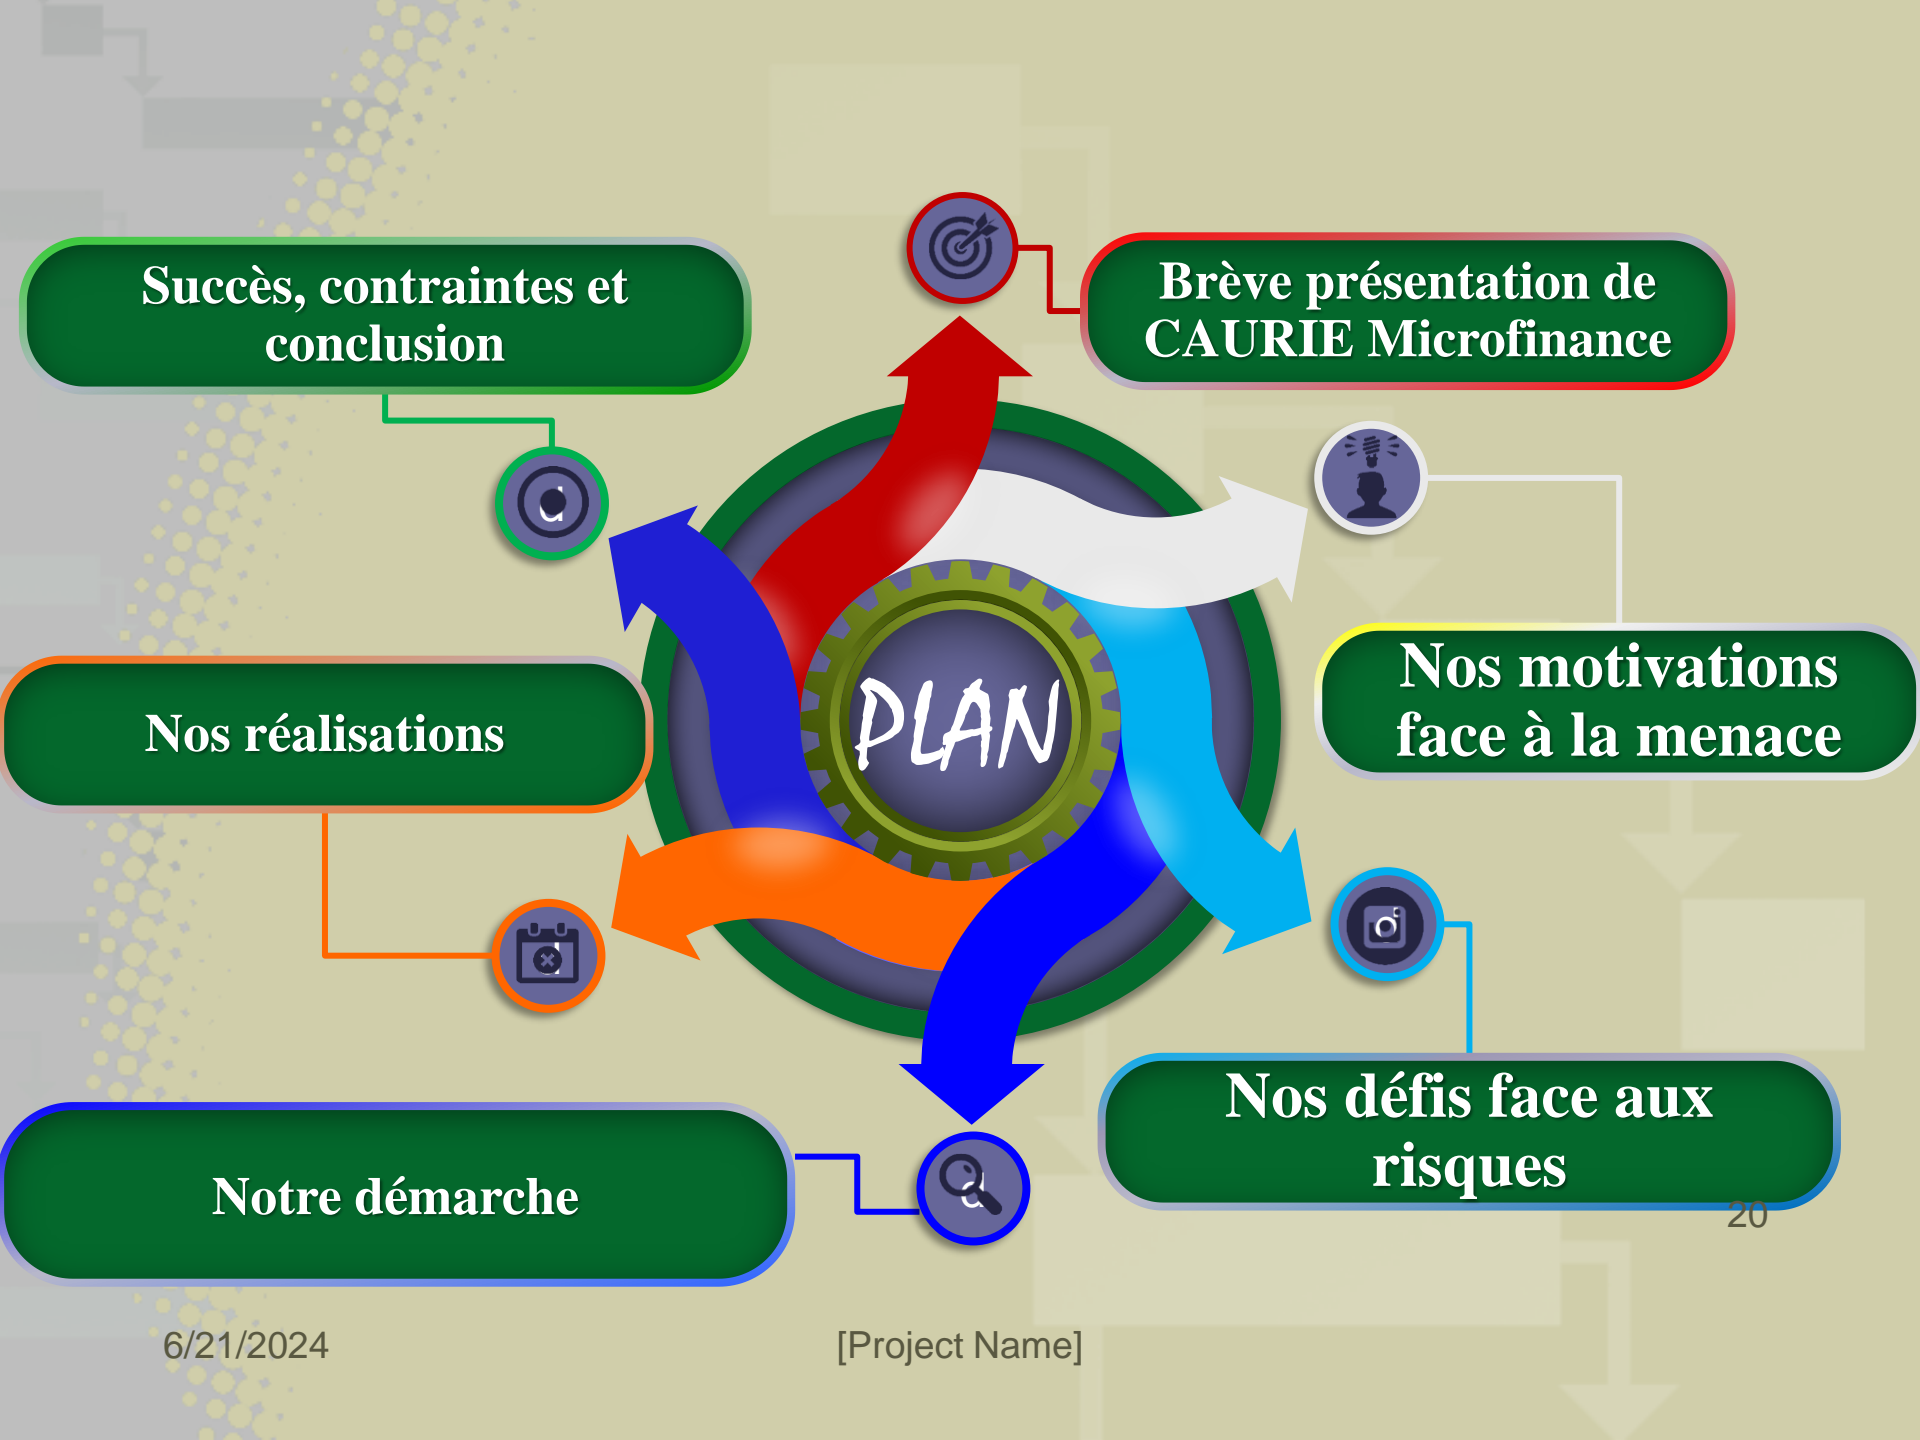 Brève présentation de
CAURIE Microfinance
Nos motivations
face à la menace
Nos défis face aux
risques
Notre démarche
d
Nos réalisations
Succès, contraintes et
conclusion
PLAN
20
6/21/2024
[Project Name]